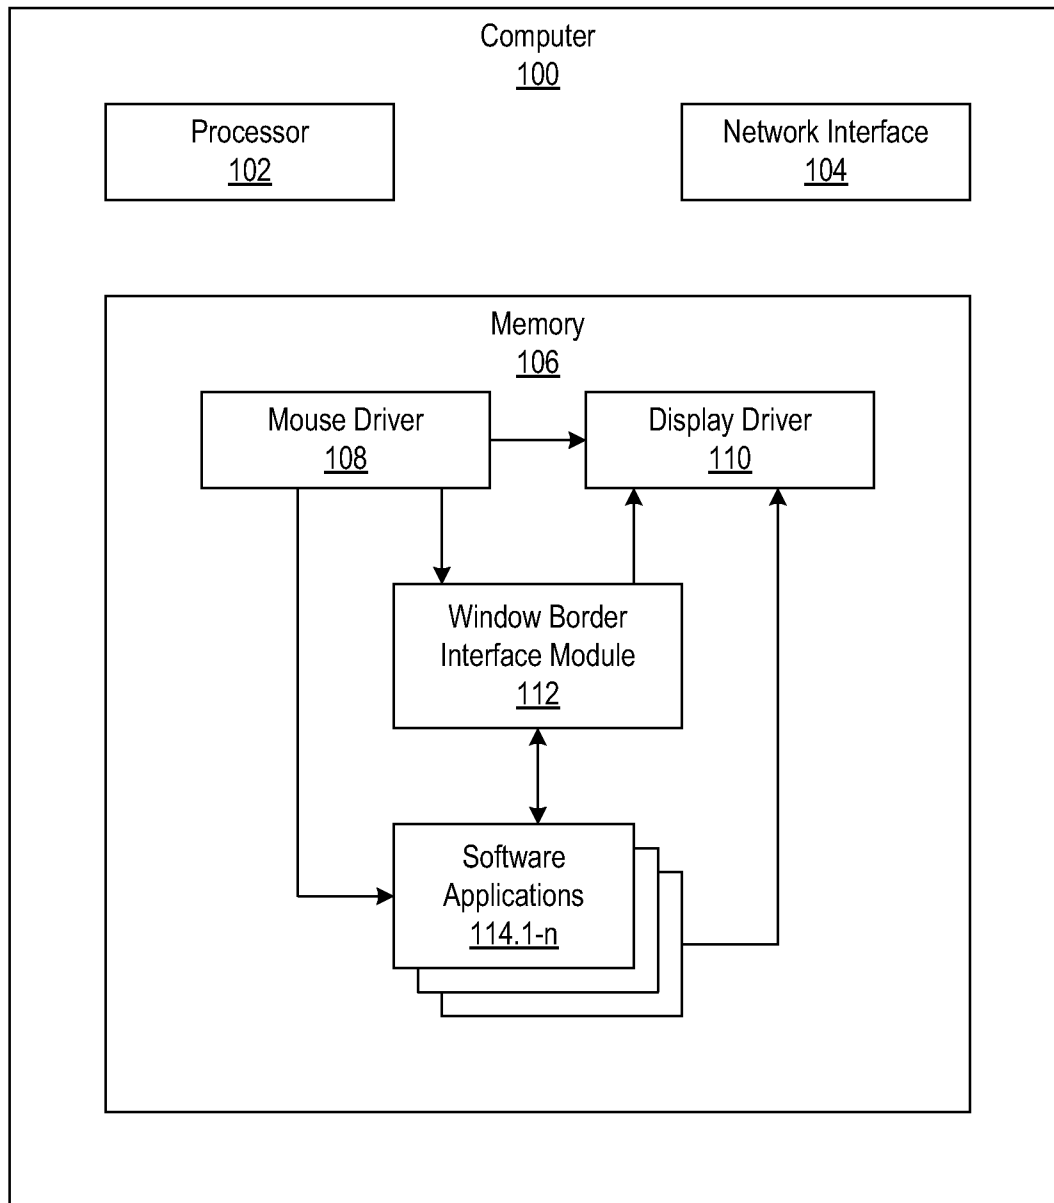 Computer
100
Processor
102
Network Interface
104
Memory
106
Mouse Driver
108
Display Driver
110
Window Border
Interface Module
112
Software
Applications
114.1-n